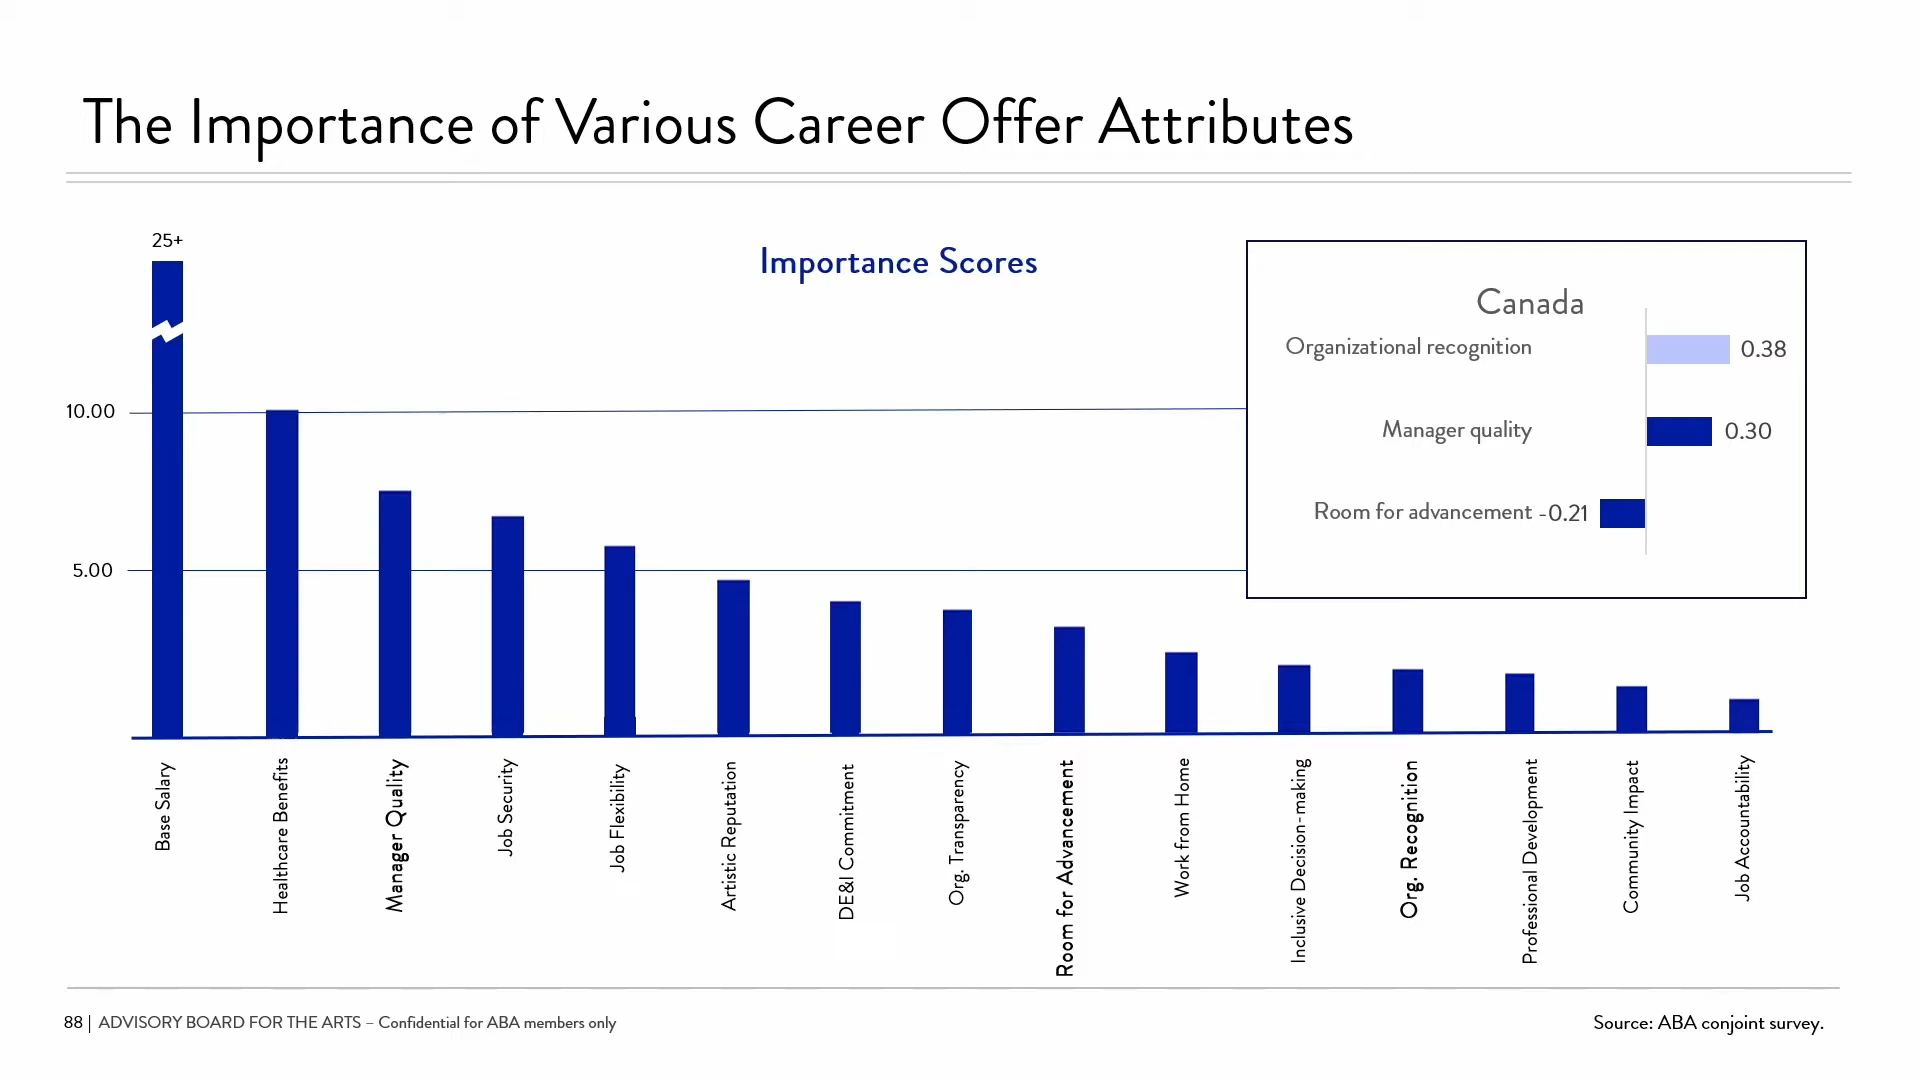 The Importance of Various Career Offer Attributes
25+
Importance Scores
10.00
5.00
Canada
Organizational recognition 0.38
Manager quality 0.30
Room for advancement -0.21
Base Salary
Healthcare Benefits
Manager Quality
Job Security
Job Flexibility
Artistic Reputation
DE&I Commitment
Org. Transparency
Room for Advancement
Work from Home
Inclusive Decision-making
Org. Recognition
Professional Development
Community Impact
Job Accountability
88 | ADVISORY BOARD FOR THE ARTS – Confidential for ABA members only
Source: ABA conjoint survey.